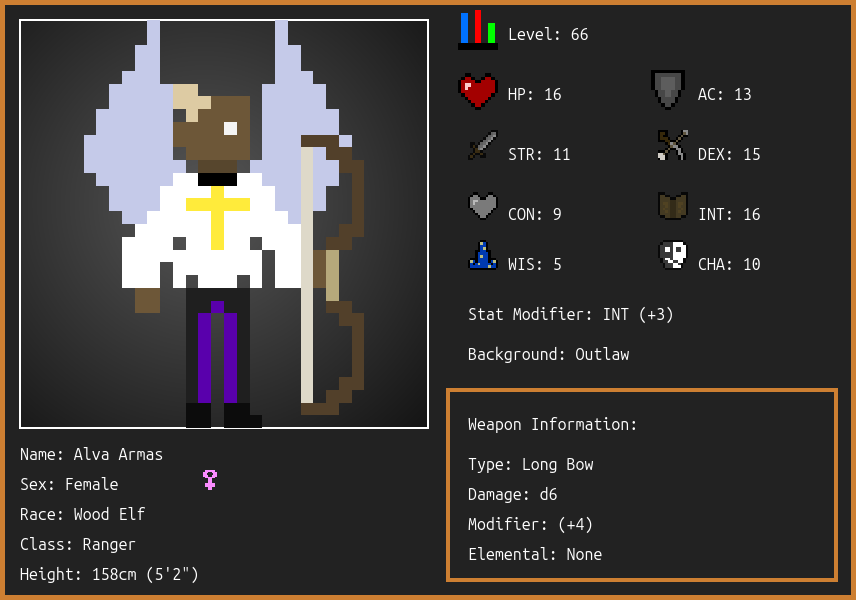 Level: 66
HP: 16
AC: 13
STR: 11
DEX: 15
CON: 9
INT: 16
WIS: 5
CHA: 10
Stat Modifier: INT (+3)
Background: Outlaw
Weapon Information:
Type: Long Bow
Damage: d6
Modifier: (+4)
Elemental: None
Name: Alva Armas
Sex: Female
Race: Wood Elf
Class: Ranger
Height: 158cm (5'2")